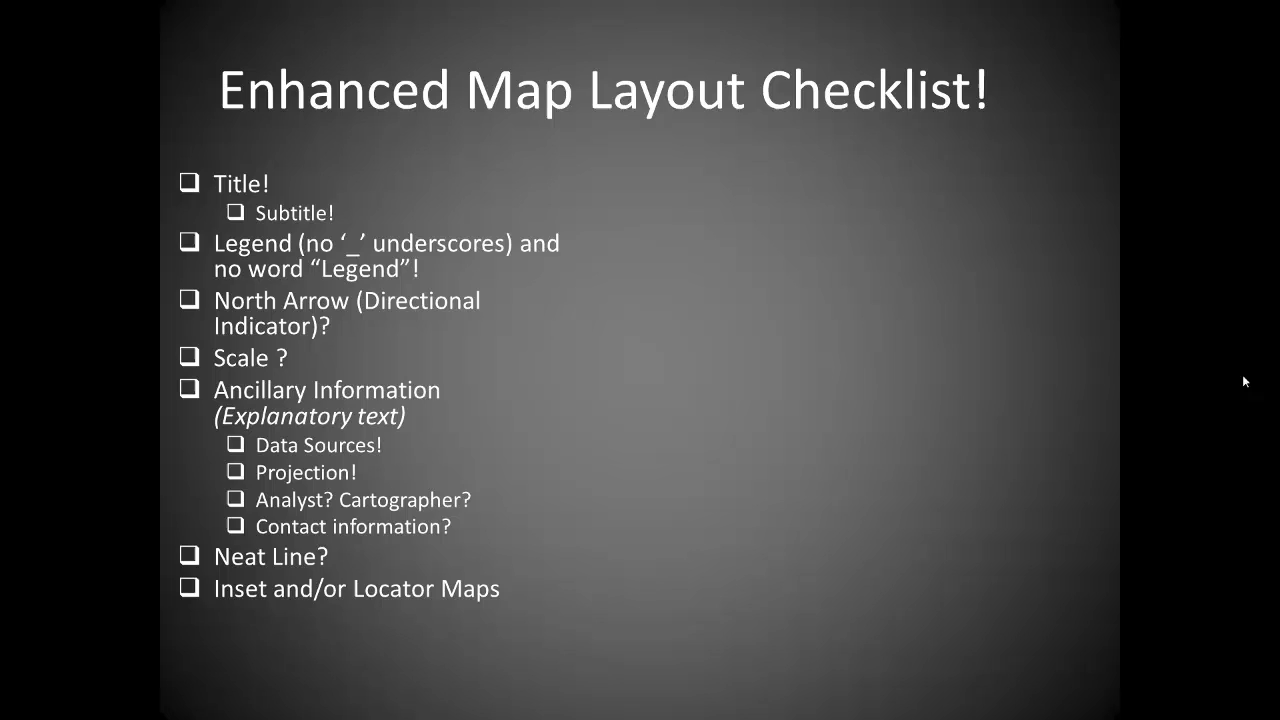 Enhanced Map Layout Checklist!
Title!
Subtitle!
Legend (no ‘_’ underscores) and
no word “Legend”!
North Arrow (Directional
Indicator)?
Scale ?
Ancillary Information
(Explanatory text)
Data Sources!
Projection!
Analyst? Cartographer?
Contact information?
Neat Line?
Inset and/or Locator Maps